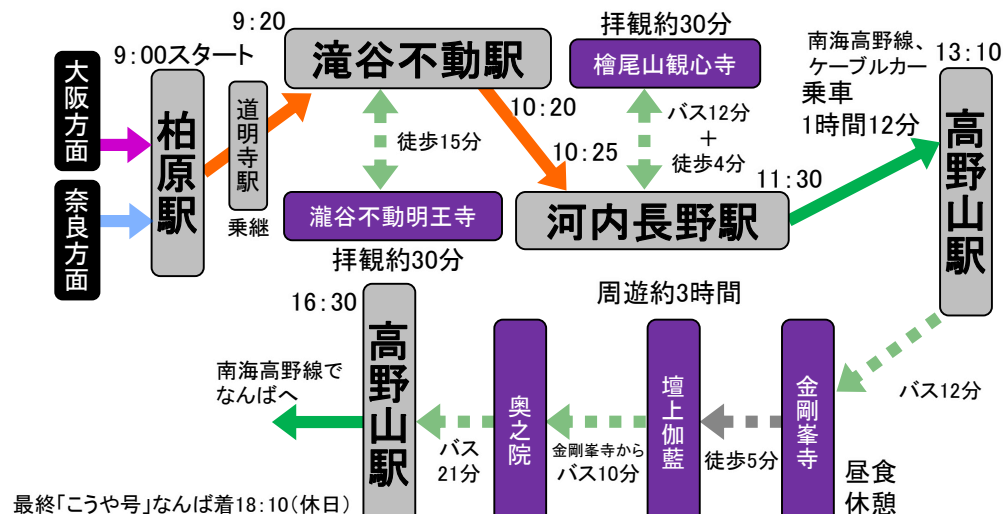 9:00スタート
大阪方面
奈良方面
柏原駅
道明寺駅
乗継
9:20
滝谷不動駅
徒歩15分
瀧谷不動明王寺
拝観約30分
10:20
10:25
拝観約30分
檜尾山観心寺
バス12分
+
徒歩4分
河内長野駅
11:30
南海高野線、
ケーブルカー
乗車
1時間12分
13:10
高野山駅
バス12分
周遊約3時間
金剛峯寺
昼食
休憩
徒歩5分
壇上伽藍
金剛峯寺から
バス10分
奥之院
バス
21分
16:30
高野山駅
南海高野線で
なんばへ
最終「こうや号」なんば着18:10(休日)